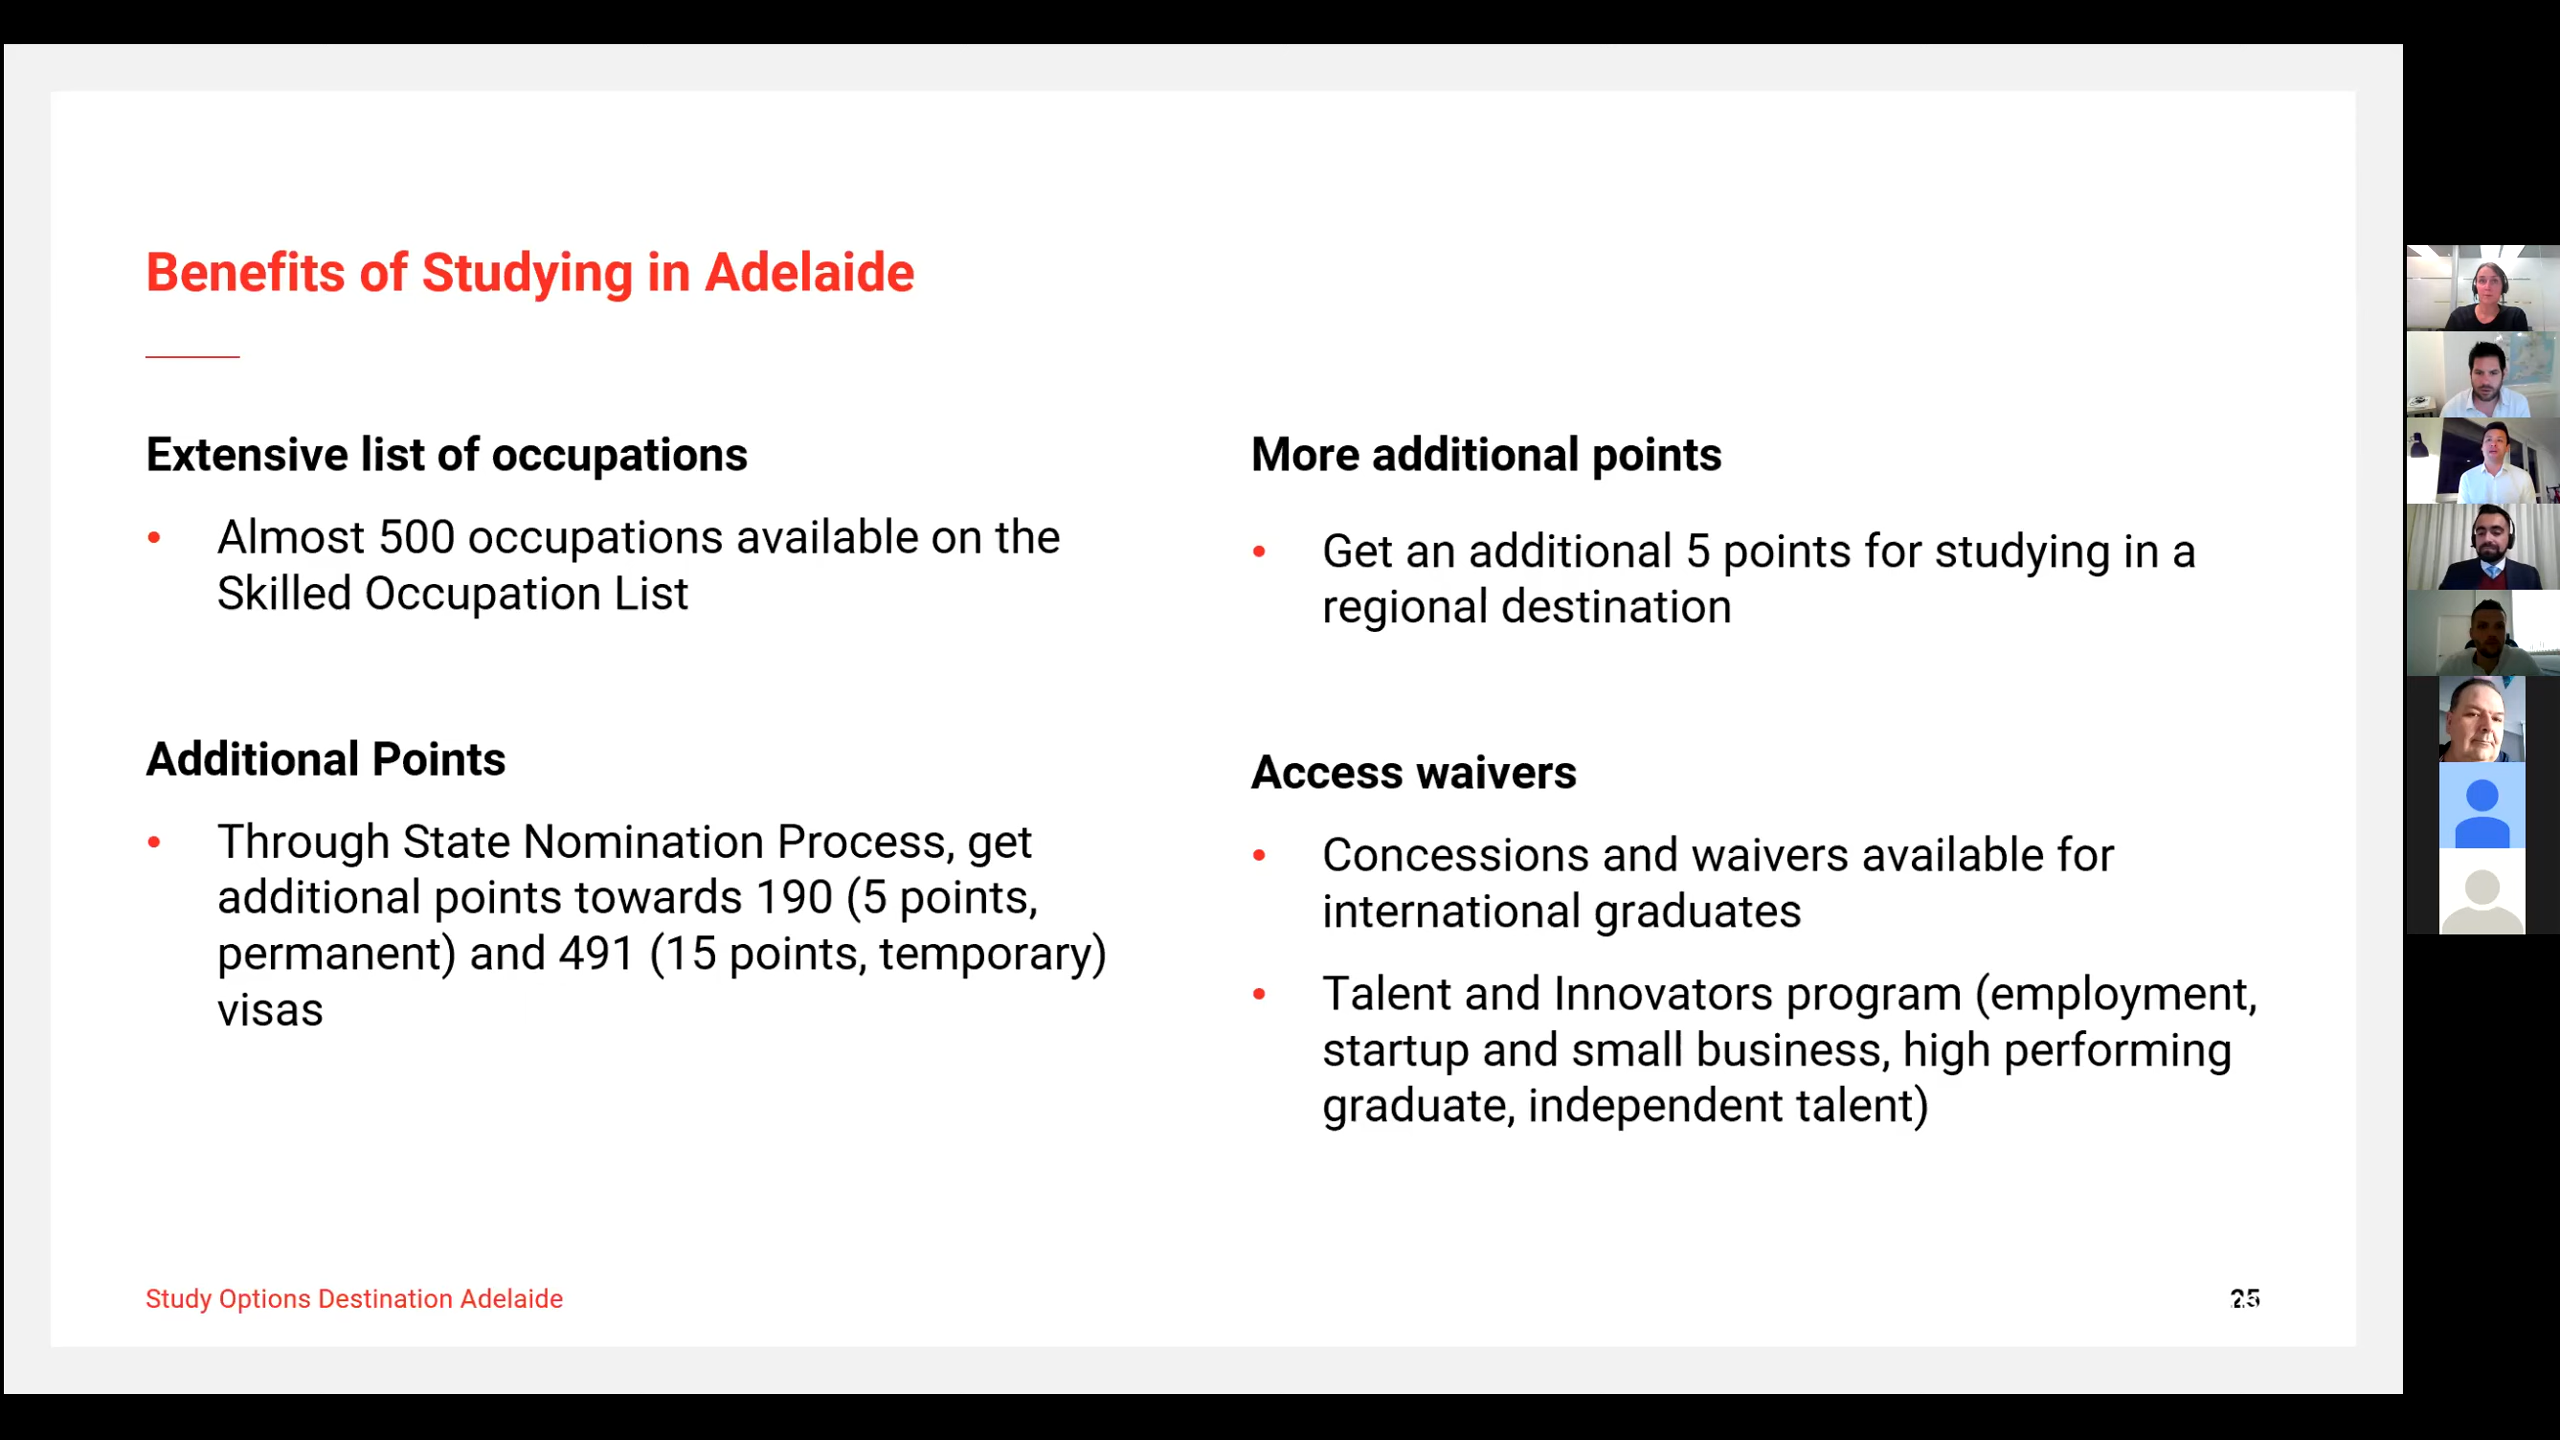 Benefits of Studying in Adelaide
Extensive list of occupations
• Almost 500 occupations available on the
Skilled Occupation List
Additional Points
• Through State Nomination Process, get
additional points towards 190 (5 points,
permanent) and 491 (15 points, temporary)
visas
More additional points
• Get an additional 5 points for studying in a
regional destination
Access waivers
• Concessions and waivers available for
international graduates
• Talent and Innovators program (employment,
startup and small business, high performing
graduate, independent talent)
Study Options Destination Adelaide
25